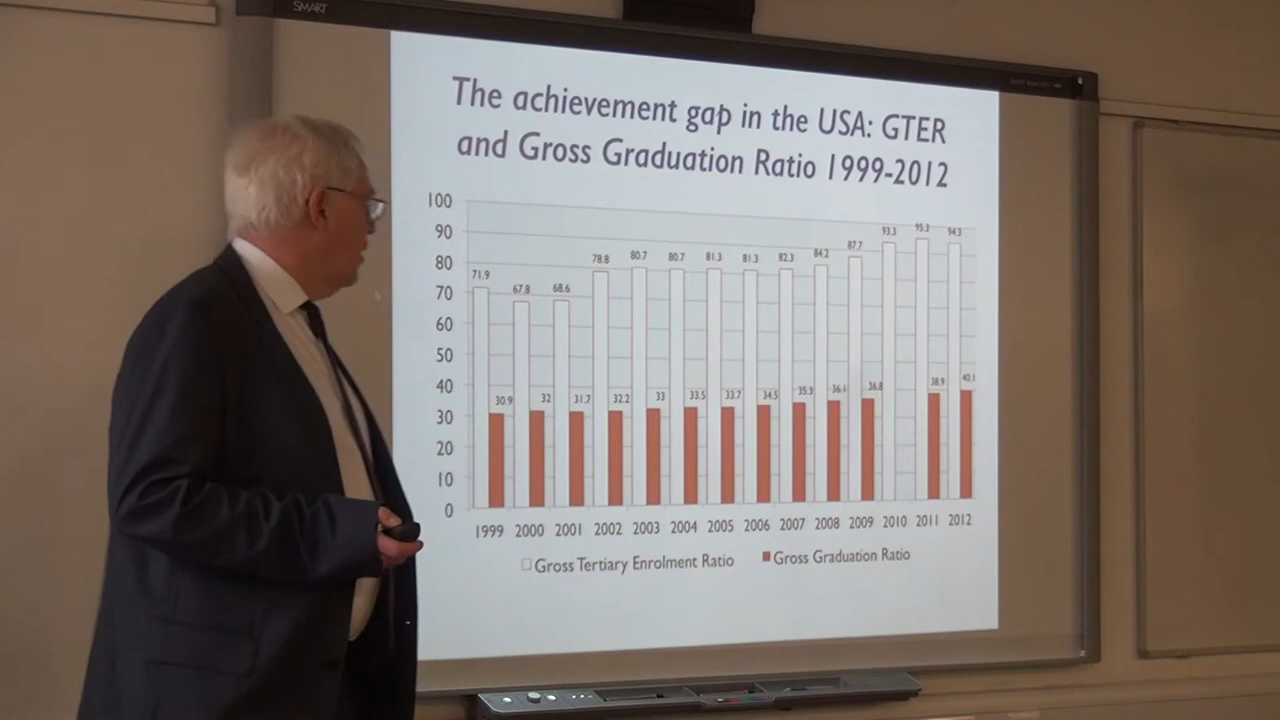 SMART
The achievement gap in the USA: GTER
and Gross Graduation Ratio 1999-2012
100
90
80
70
60
50
40
30
20
10
0
71.9 67.8 68.6 78.8 80.7 80.7 81.3 81.3 82.3 84.2 87.7 93.3 95.3 94.3
30.9 32 31.7 32.2 33 33.5 33.7 34.5 35.3 36.1 36.8 38.9 40.1
1999 2000 2001 2002 2003 2004 2005 2006 2007 2008 2009 2010 2011 2012
Gross Tertiary Enrolment Ratio Gross Graduation Ratio